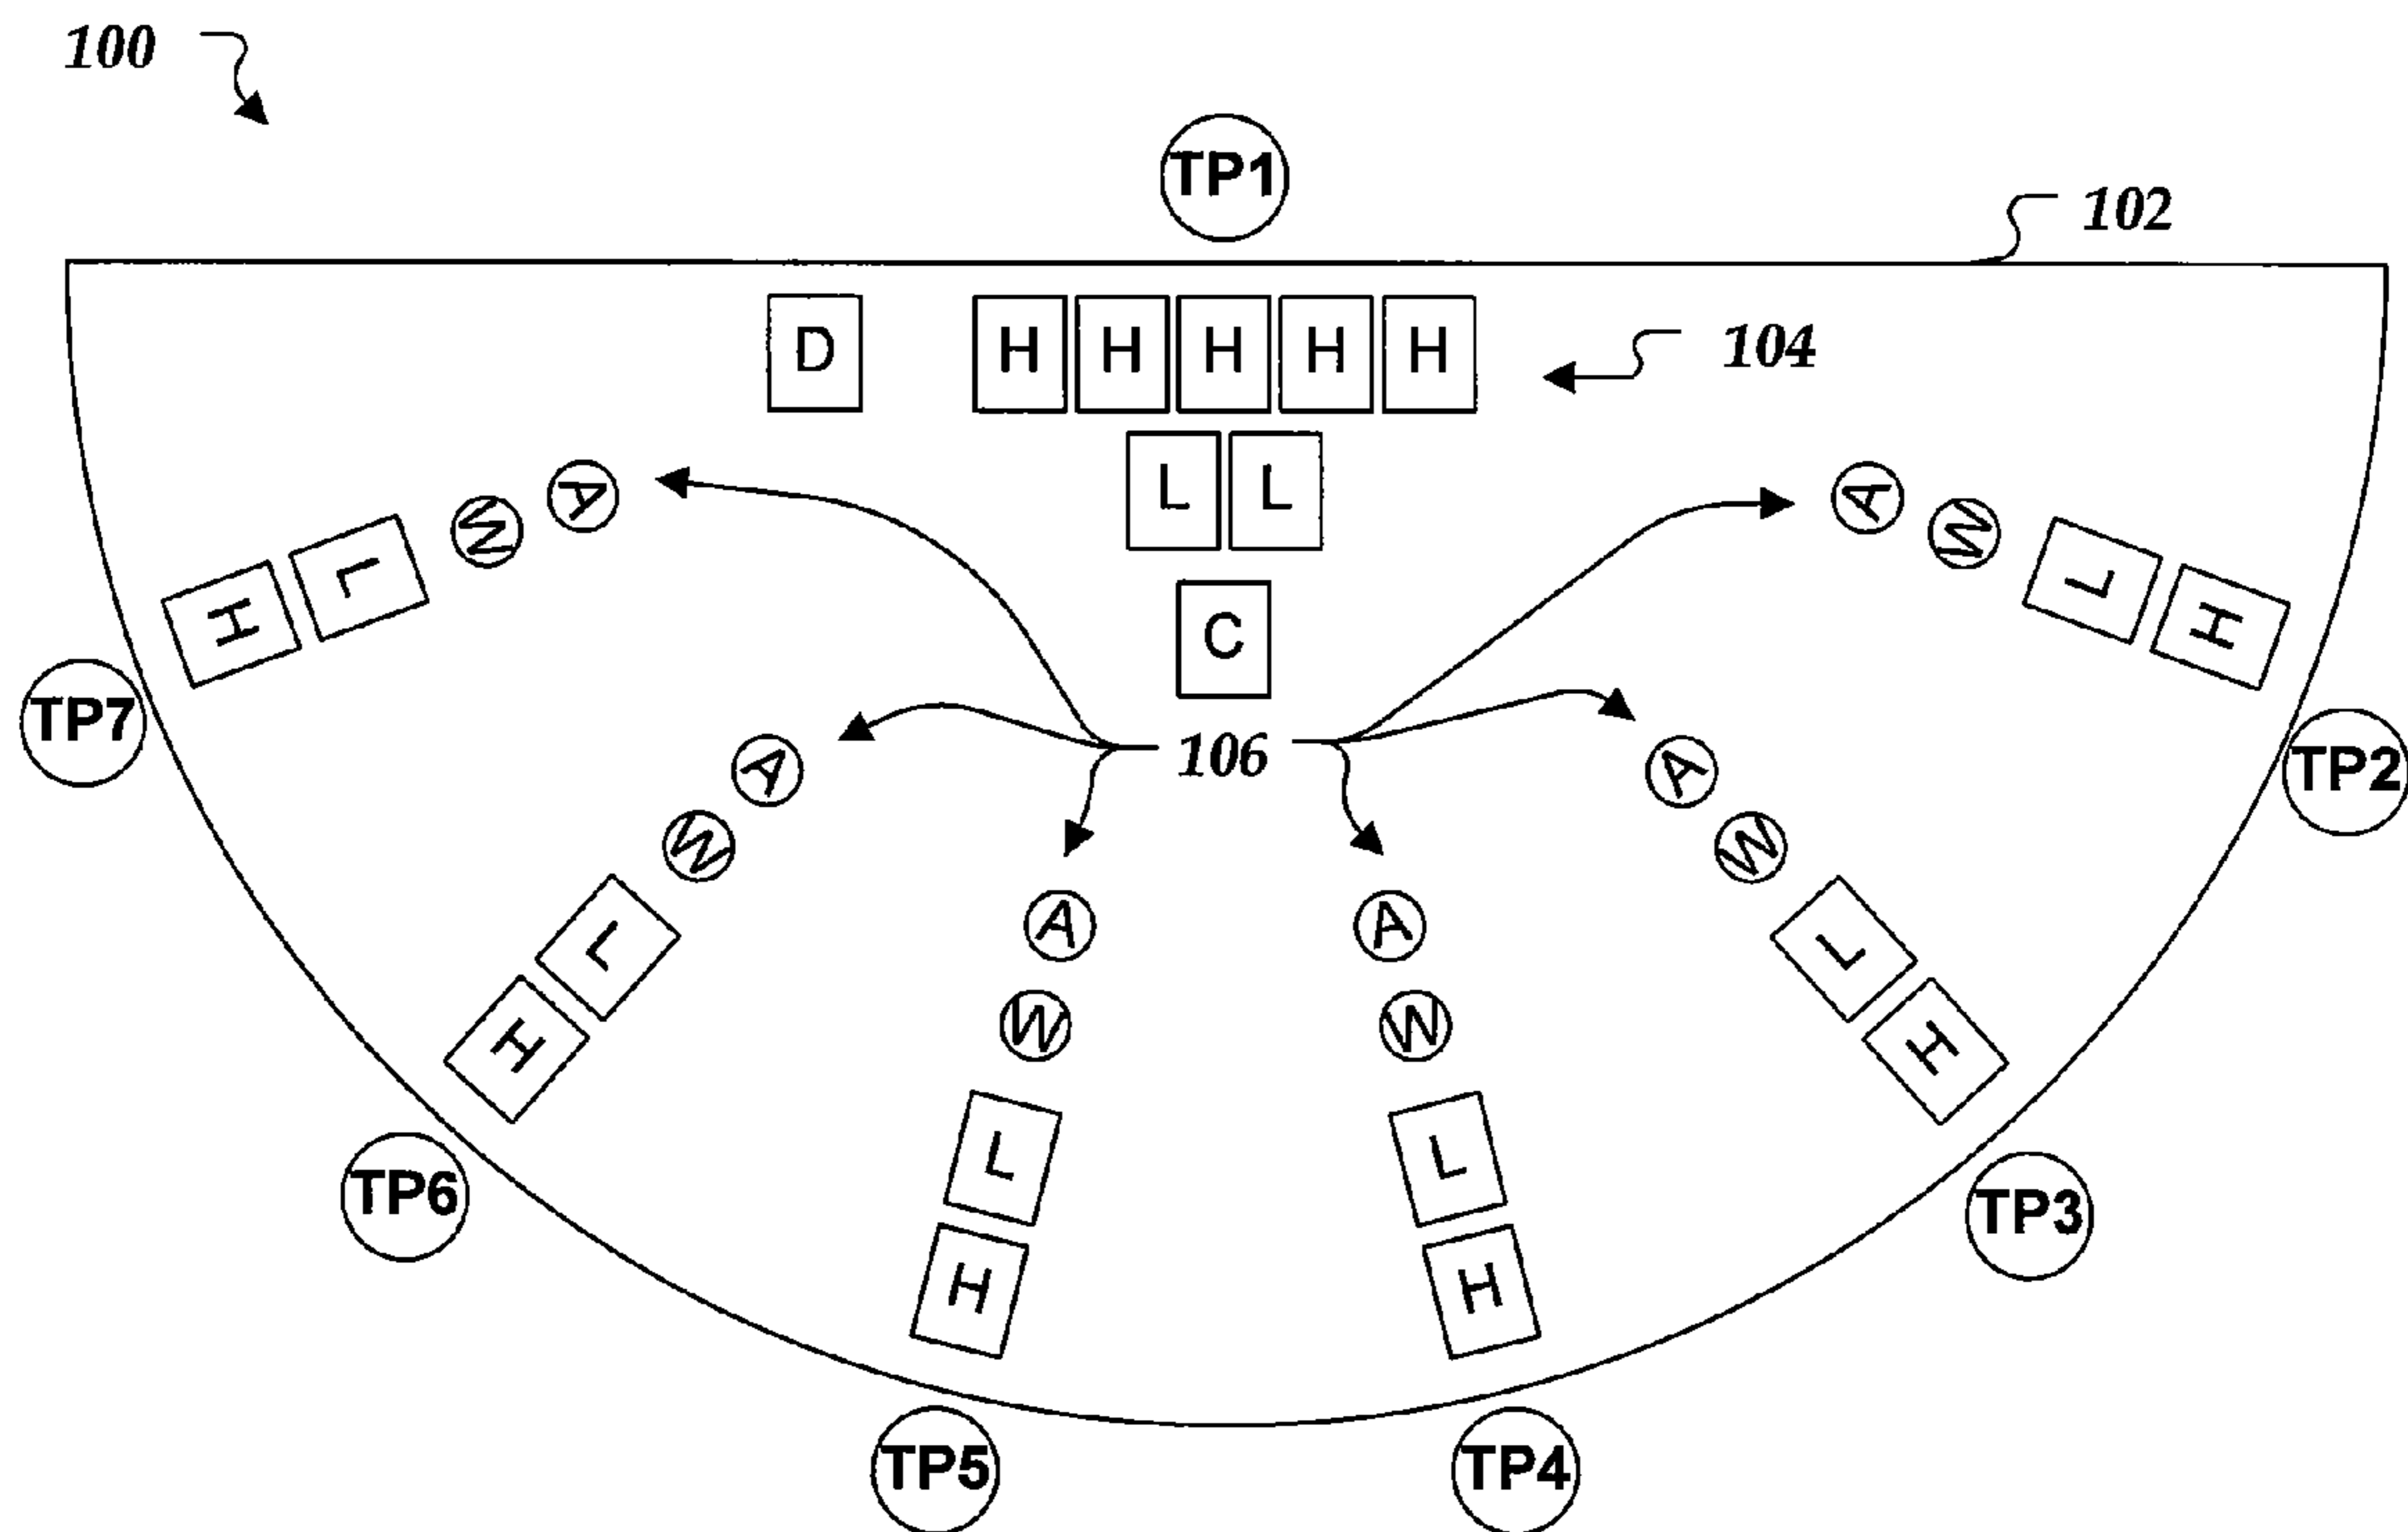 100
TP1
102
D H H H H H
104
L L
A A
W W
L L
H H
C
TP7
106
TP2
A A
W W
L L
H H
A A
W W
L L
H H
TP6
TP3
TP5
TP4